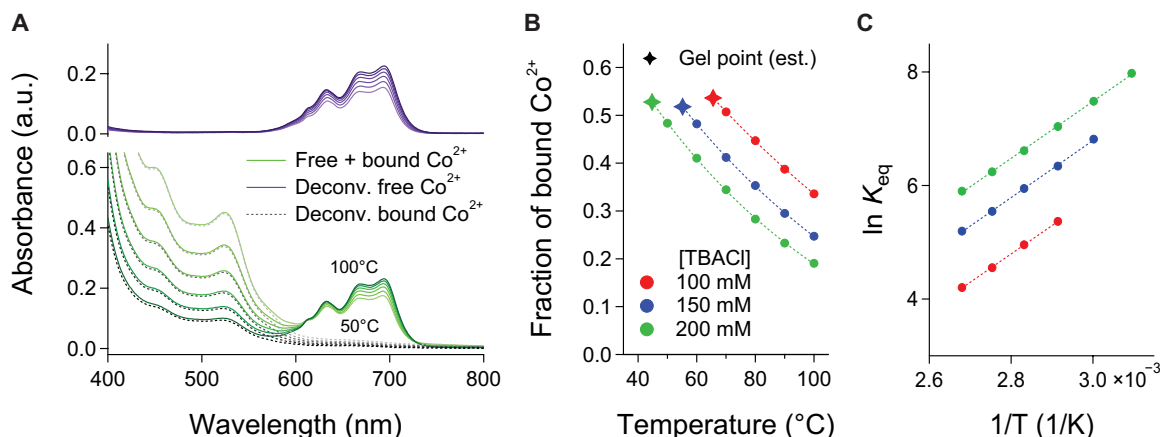 A
Absorbance (a.u.)
0.2
0.0
0.6
0.4
0.2
0.0
Free + bound Co²⁺
Deconv. free Co²⁺
Deconv. bound Co²⁺
100°C
50°C
400 500 600 700 800
Wavelength (nm)
B
Fraction of bound Co²⁺
0.6
0.5
0.4
0.3
0.2
0.1
0.0
Gel point (est.)
[TBACl]
100 mM
150 mM
200 mM
40 60 80 100
Temperature (°C)
C
ln Keq
8
6
4
2.6 2.8 3.0 ×10⁻³
1/T (1/K)